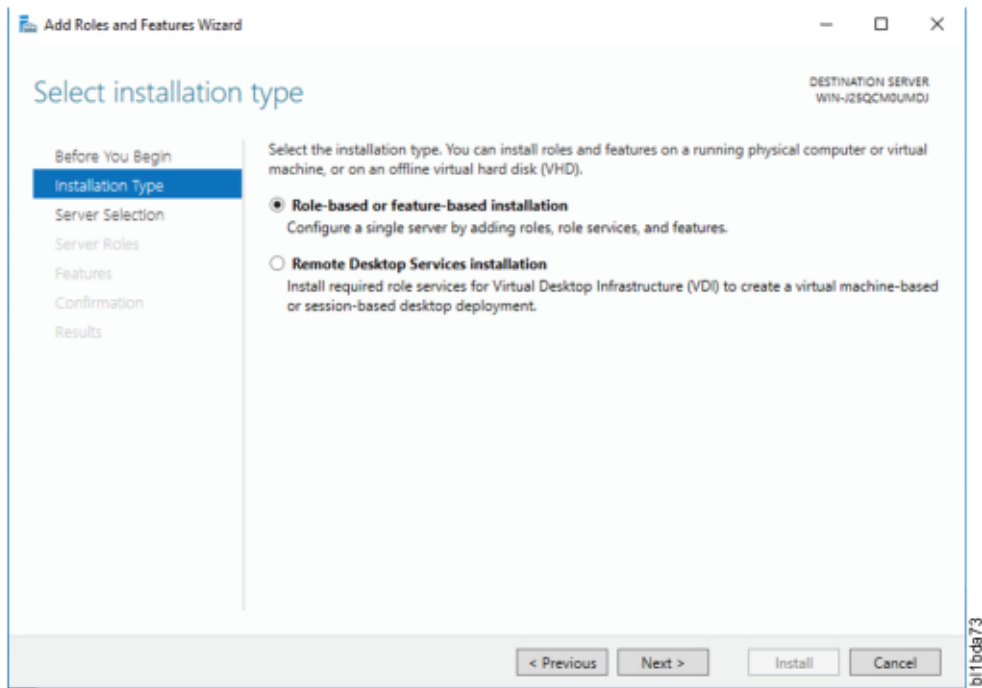 Add Roles and Features Wizard
Select installation type
DESTINATION SERVER
WIN-J2SQCM0UMDJ
Before You Begin
Installation Type
Server Selection
Server Roles
Features
Confirmation
Results
Select the installation type. You can install roles and features on a running physical computer or virtual
machine, or on an offline virtual hard disk (VHD).
Role-based or feature-based installation
Configure a single server by adding roles, role services, and features.
Remote Desktop Services installation
Install required role services for Virtual Desktop Infrastructure (VDI) to create a virtual machine-based
or session-based desktop deployment.
< Previous
Next >
Install
Cancel
bl1bda73